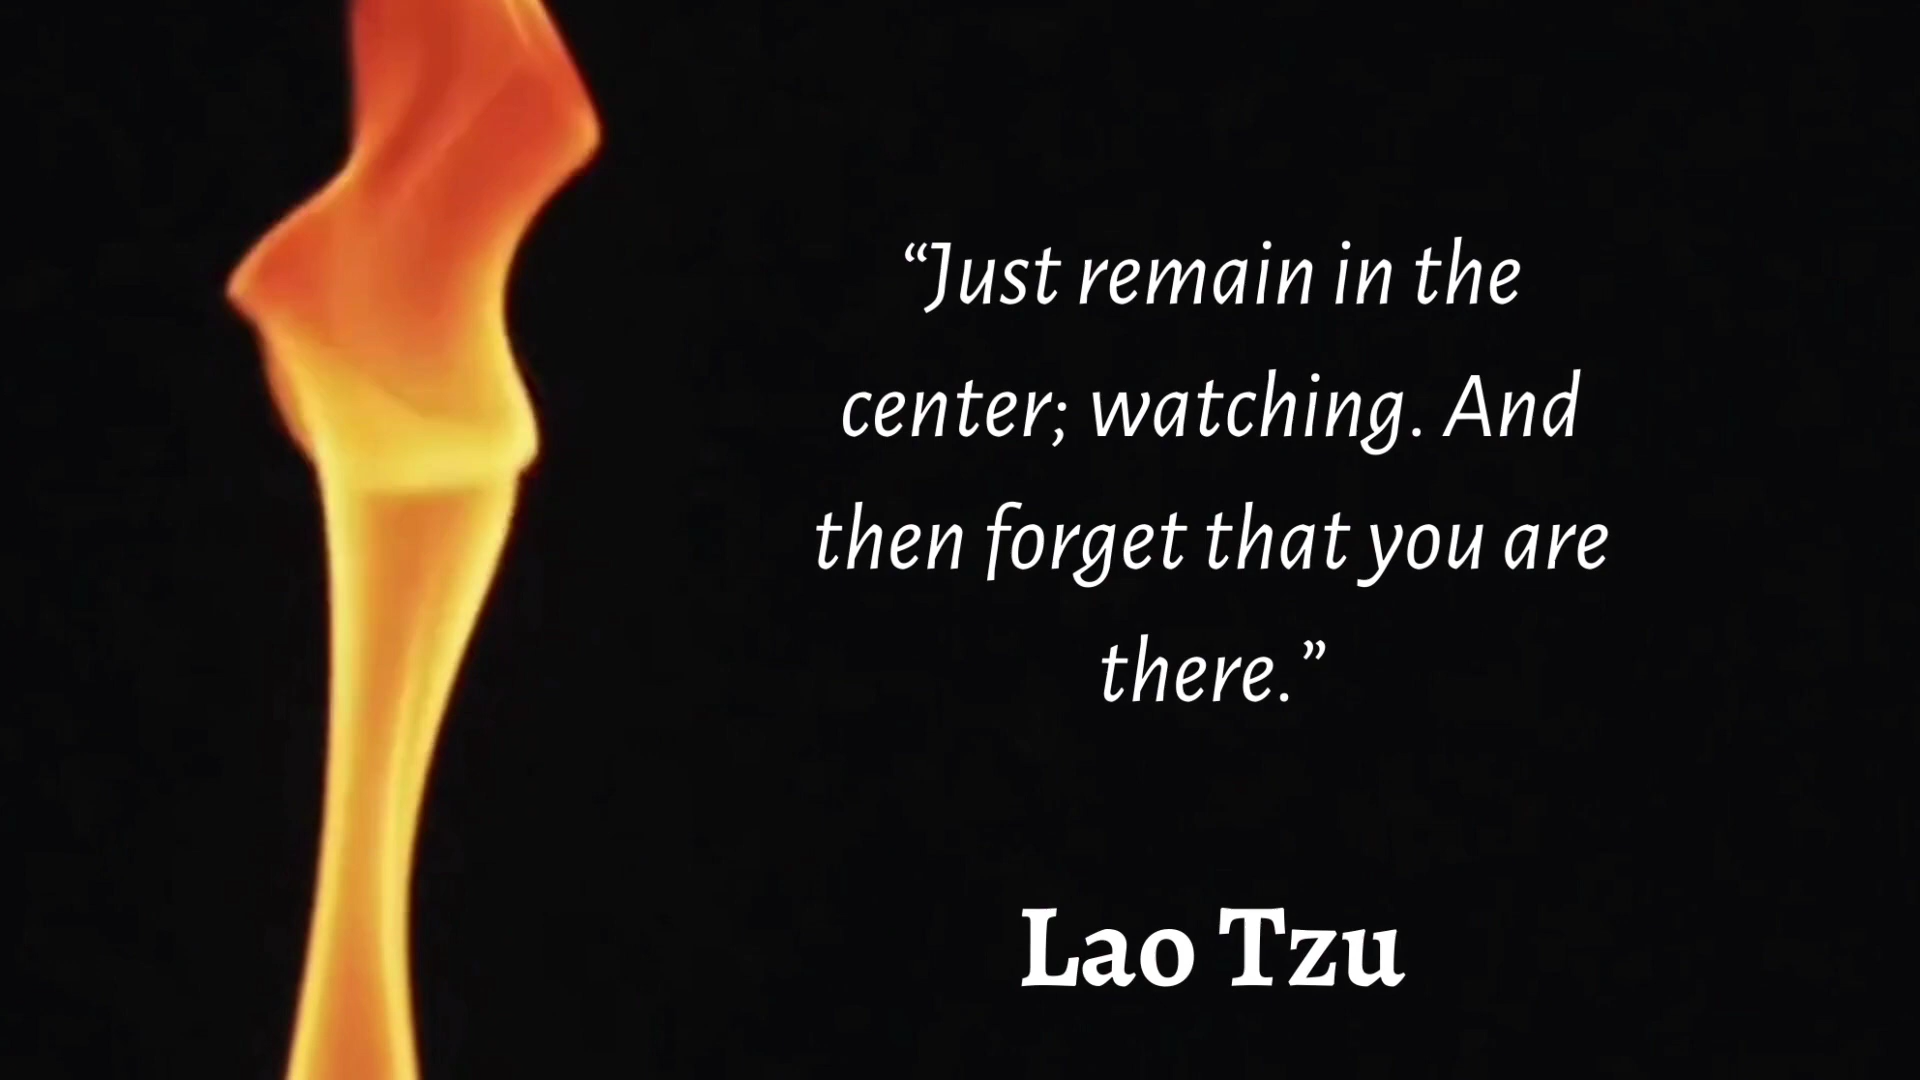 “Just remain in the
center; watching. And
then forget that you are
there.”
Lao Tzu